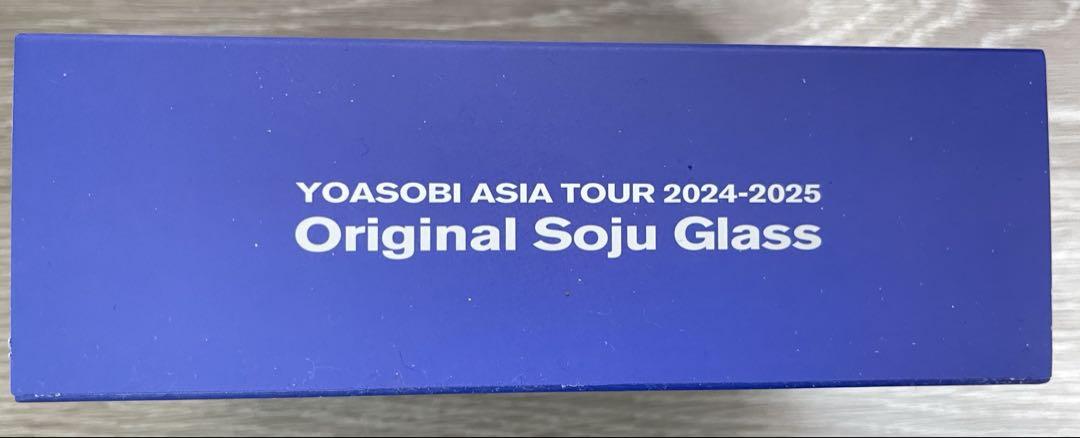 YOASOBI ASIA TOUR 2024-2025
Original Soju Glass